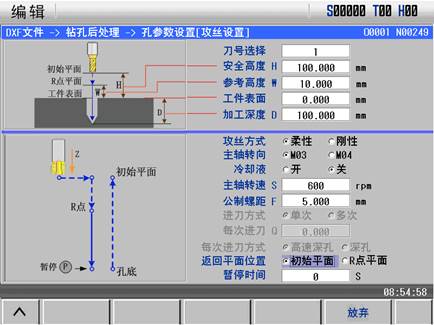 编辑 S00000 T00 H00
DXF文件 -> 钻孔后处理 -> 孔参数设置[攻丝设置] O0001 N00249
初始平面
R点平面
工件表面
H
W
D
刀号选择 1
安全高度 H 100.000 mm
参考高度 W 10.000 mm
工件表面 0.000 mm
加工深度 D 100.000 mm
Z
初始平面
R点
暂停 P
孔底
攻丝方式 柔性 刚性
主轴转向 M03 M04
冷却液 开 关
主轴转速 S 600 rpm
公制螺距 F 5.000 mm
进刀方式 单次 多次
每次进刀 Q 0.000 mm
每次进刀方式 高速深孔 深孔
返回平面位置 初始平面 R点平面
暂停时间 0 S
08:54:58
放弃